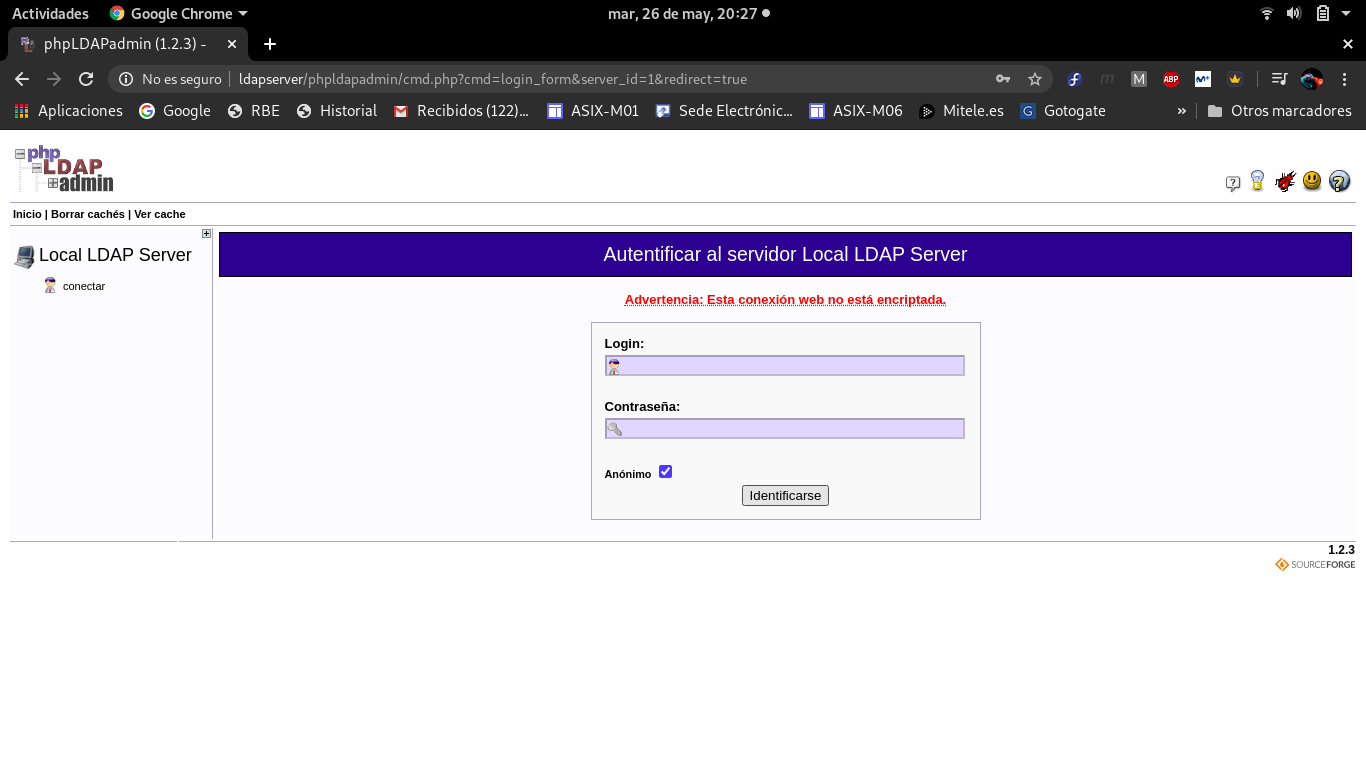 Actividades Google Chrome mar, 26 de may, 20:27
phpLDAPadmin (1.2.3) -
No es seguro ldapserver/phpldapadmin/cmd.php?cmd=login_form&server_id=1&redirect=true
m M ABP M+
Aplicaciones Google RBE Historial Recibidos (122)... ASIX-M01 Sede Electrónic... ASIX-M06 Mitele.es G Gotogate » Otros marcadores
php
LDAP
admin
Inicio | Borrar cachés | Ver cache
Local LDAP Server
conectar
Autentificar al servidor Local LDAP Server
Advertencia: Esta conexión web no está encriptada.
Login:
Contraseña:
Anónimo
Identificarse
1.2.3
SOURCEFORGE